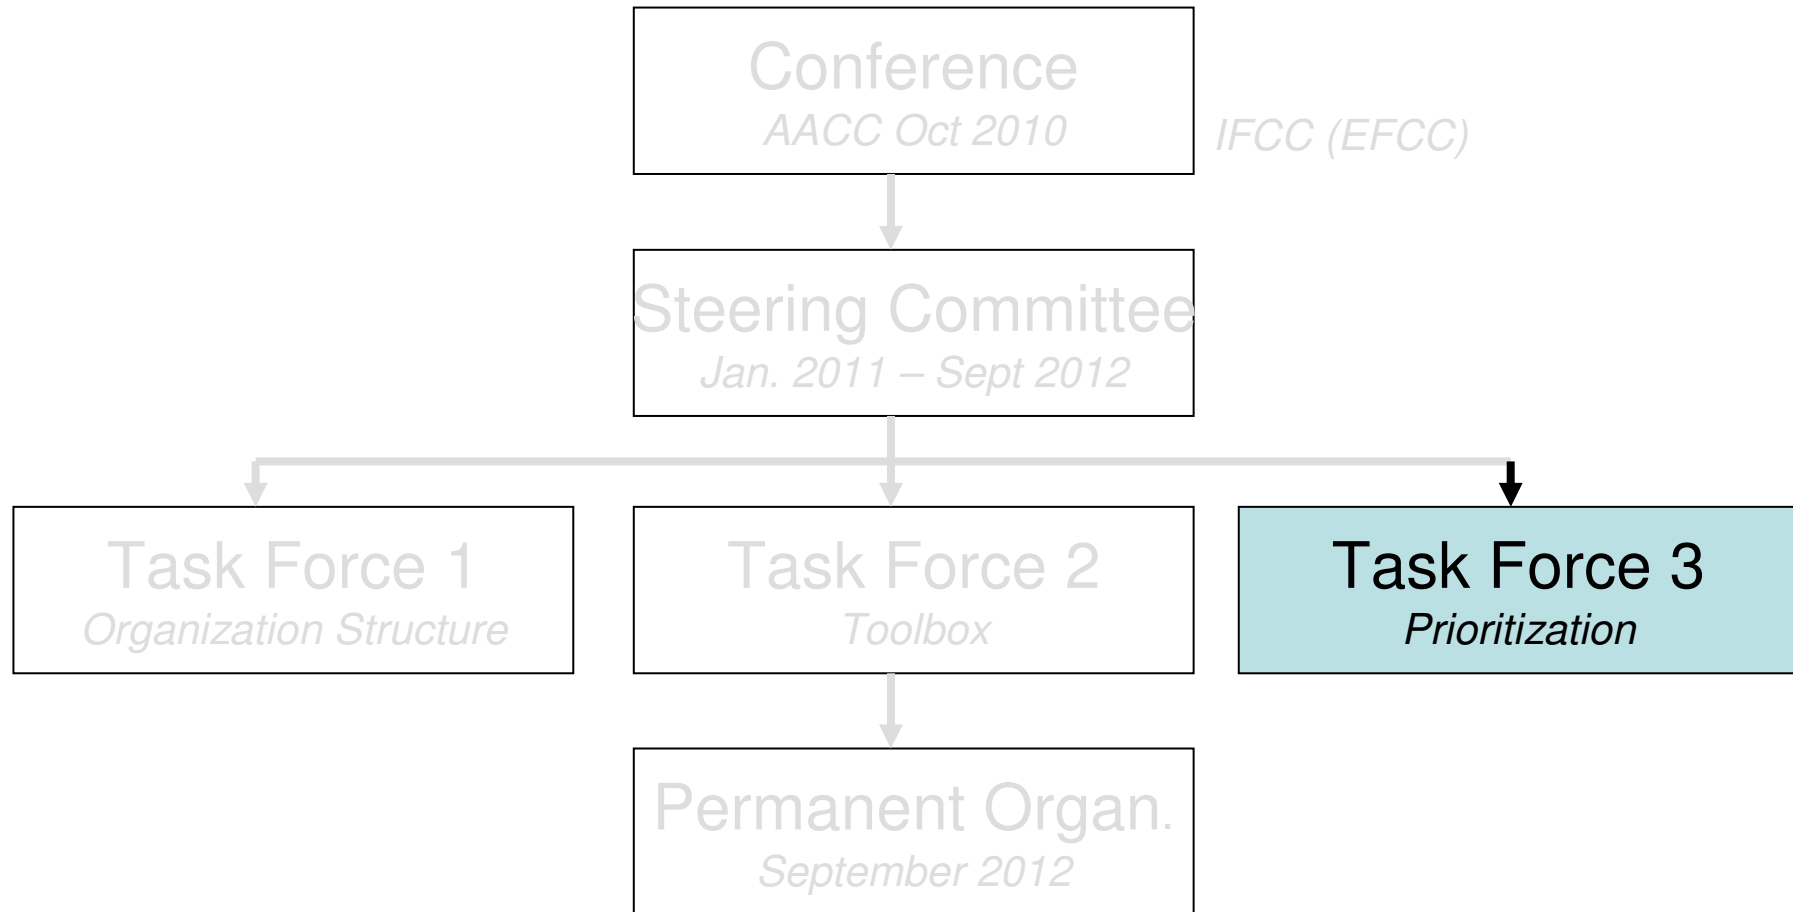 Conference
AACC Oct 2010
IFCC (EFCC)
Steering Committee
Jan. 2011 – Sept 2012
Task Force 1
Organization Structure
Task Force 2
Toolbox
Task Force 3
Prioritization
Permanent Organ.
September 2012